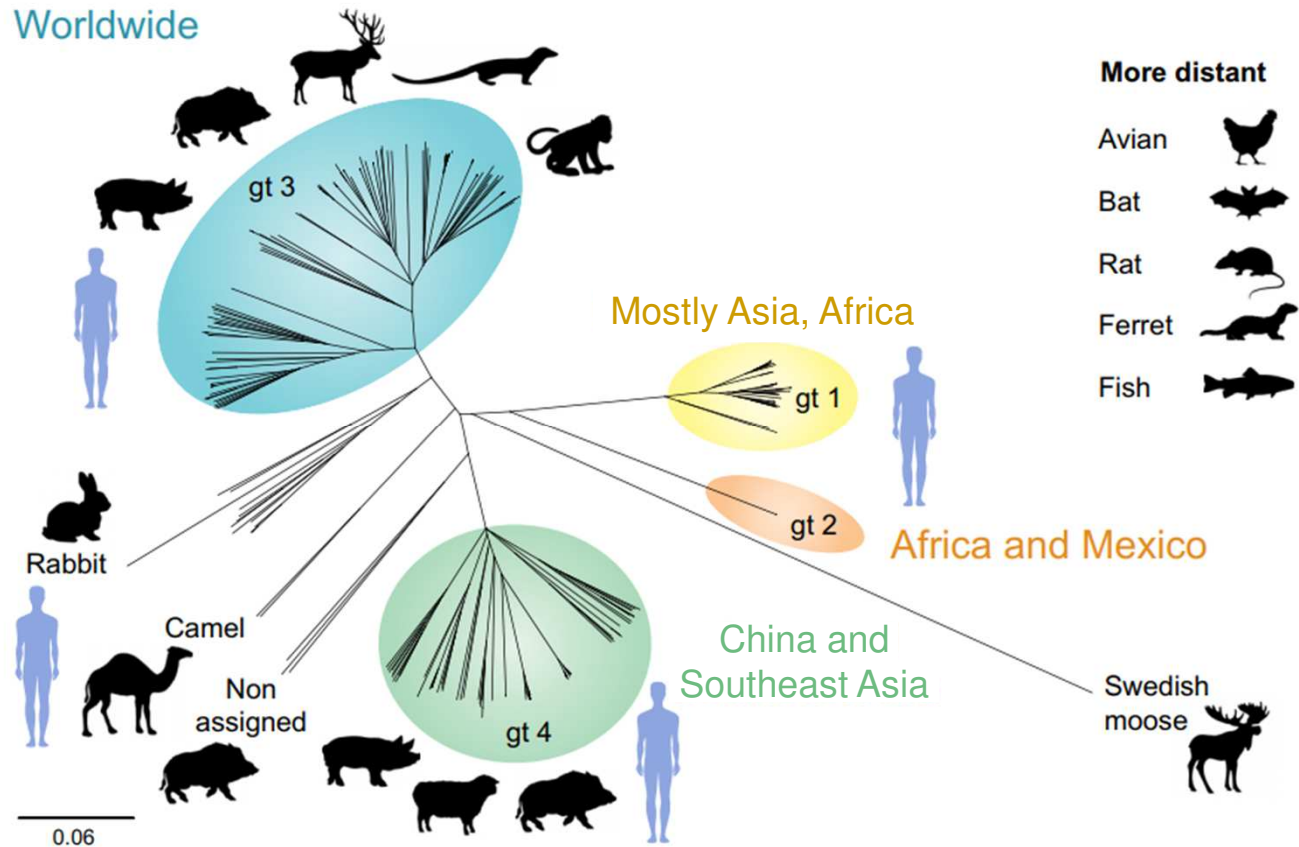 Worldwide
gt 3
More distant
Avian
Bat
Rat
Ferret
Fish
Mostly Asia, Africa
gt 1
gt 2
Africa and Mexico
Rabbit
Camel
Non
assigned
gt 4
China and
Southeast Asia
Swedish
moose
0.06